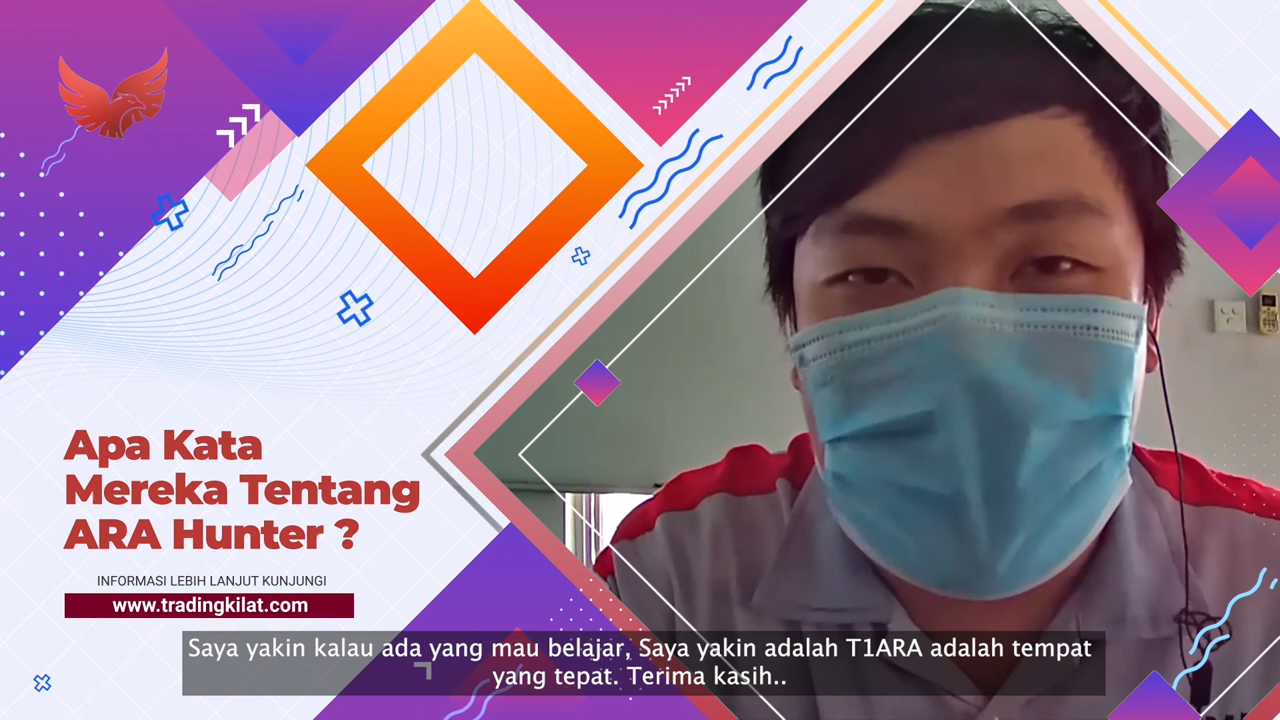 Apa Kata
Mereka Tentang
ARA Hunter ?
INFORMASI LEBIH LANJUT KUNJUNGI
www.tradingkilat.com
Saya yakin kalau ada yang mau belajar, Saya yakin adalah T1ARA adalah tempat
yang tepat. Terima kasih..